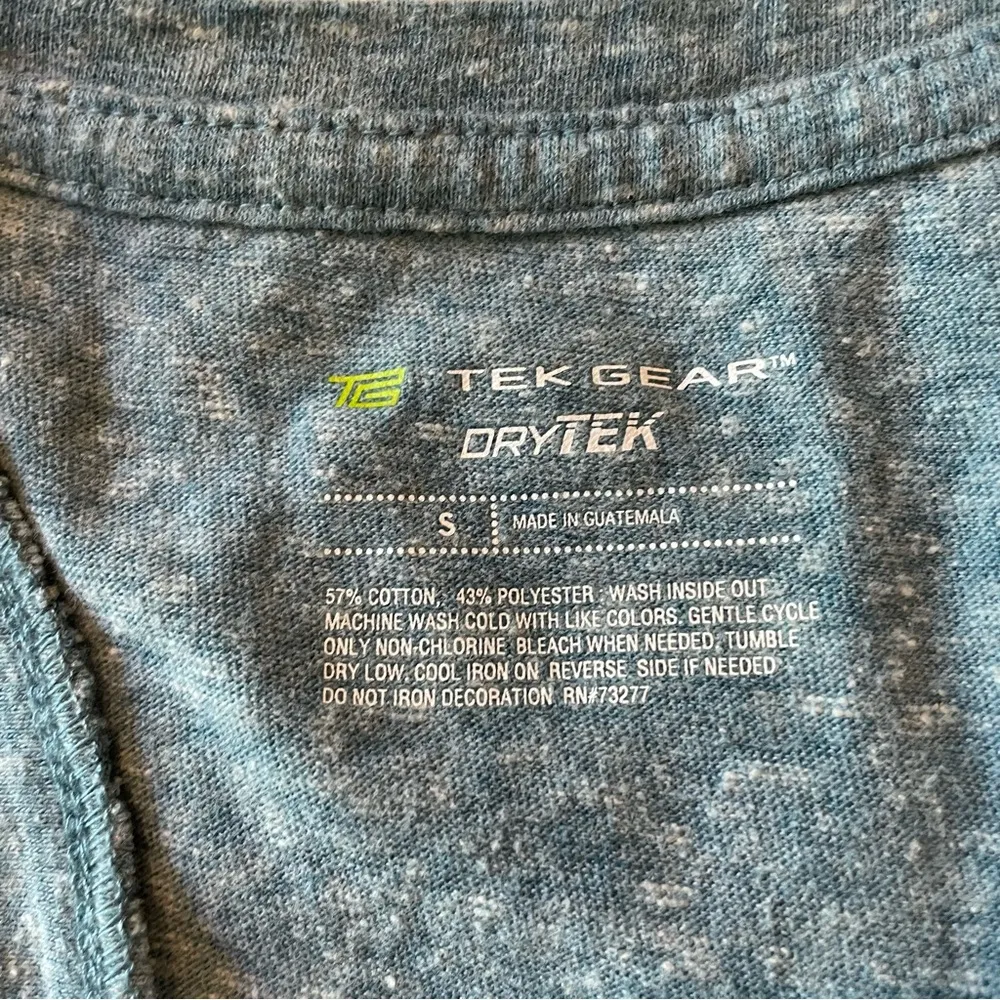 TG TEK GEAR™
DRYTEK
S MADE IN GUATEMALA
57% COTTON, 43% POLYESTER WASH INSIDE OUT
MACHINE WASH COLD WITH LIKE COLORS. GENTLE CYCLE
ONLY NON-CHLORINE BLEACH WHEN NEEDED, TUMBLE
DRY LOW, COOL IRON ON REVERSE SIDE IF NEEDED
DO NOT IRON DECORATION RN#73277